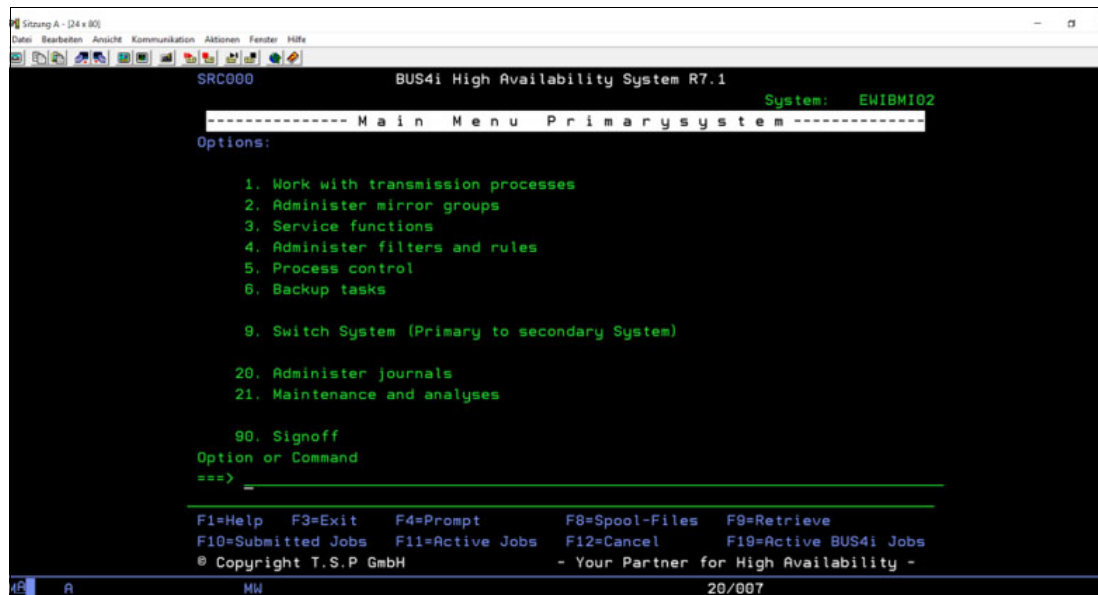 Sitzung A - [24 x 80]
Datei Bearbeiten Ansicht Kommunikation Aktionen Fenster Hilfe
SRC000 BUS4i High Availability System R7.1
System: EWIBMI02
--------------- M a i n   M e n u   P r i m a r y s y s t e m --------------
Options:
1. Work with transmission processes
2. Administer mirror groups
3. Service functions
4. Administer filters and rules
5. Process control
6. Backup tasks
9. Switch System (Primary to secondary System)
20. Administer journals
21. Maintenance and analyses
90. Signoff
Option or Command
===>
F1=Help F3=Exit F4=Prompt F8=Spool-Files F9=Retrieve
F10=Submitted Jobs F11=Active Jobs F12=Cancel F19=Active BUS4i Jobs
© Copyright T.S.P GmbH - Your Partner for High Availability -
MA A MW 20/007